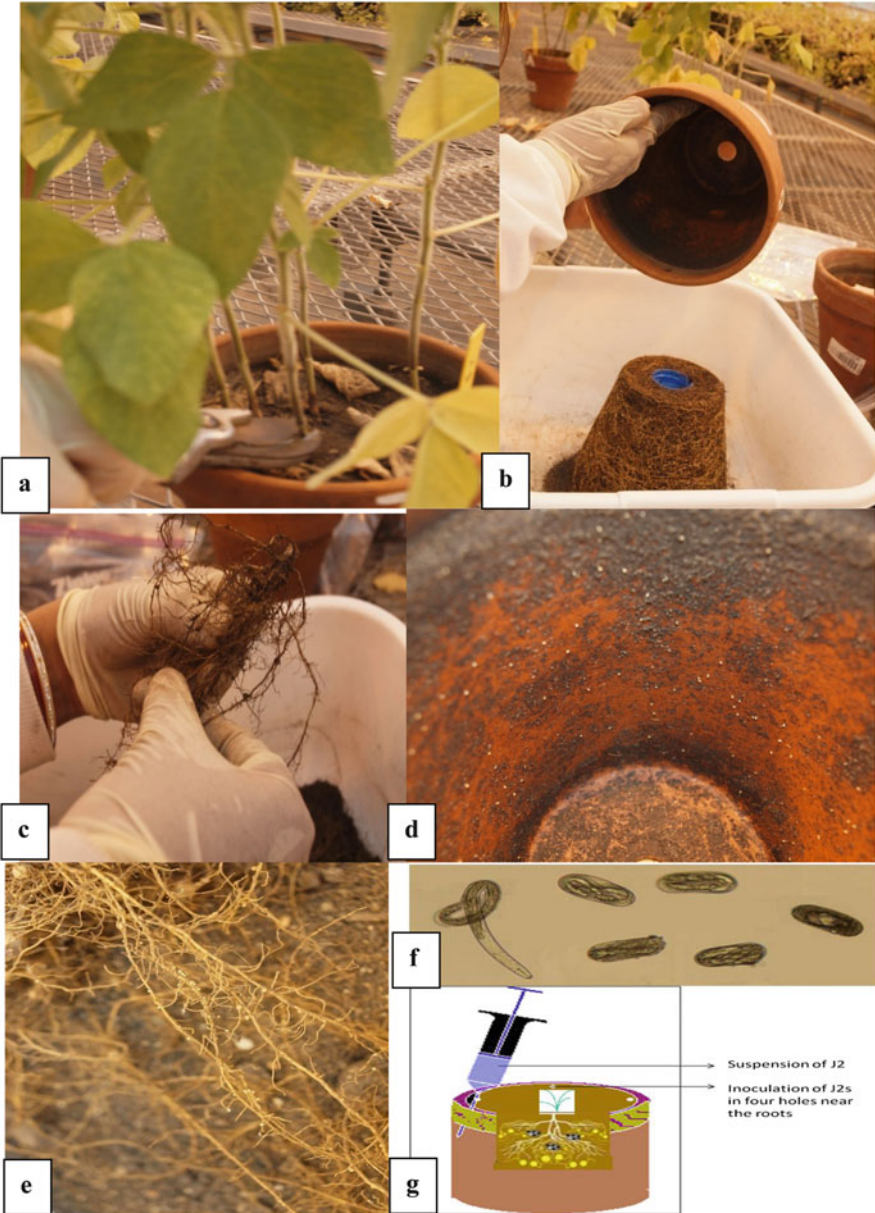 a
b
c
d
e
f
g
Suspension of J2
Inoculation of J2s
in four holes near
the roots